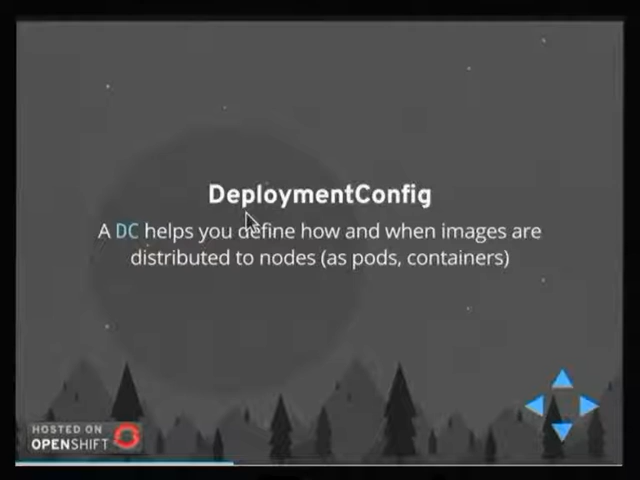 DeploymentConfig
A DC helps you define how and when images are
distributed to nodes (as pods, containers)
HOSTED ON
OPENSHIFT